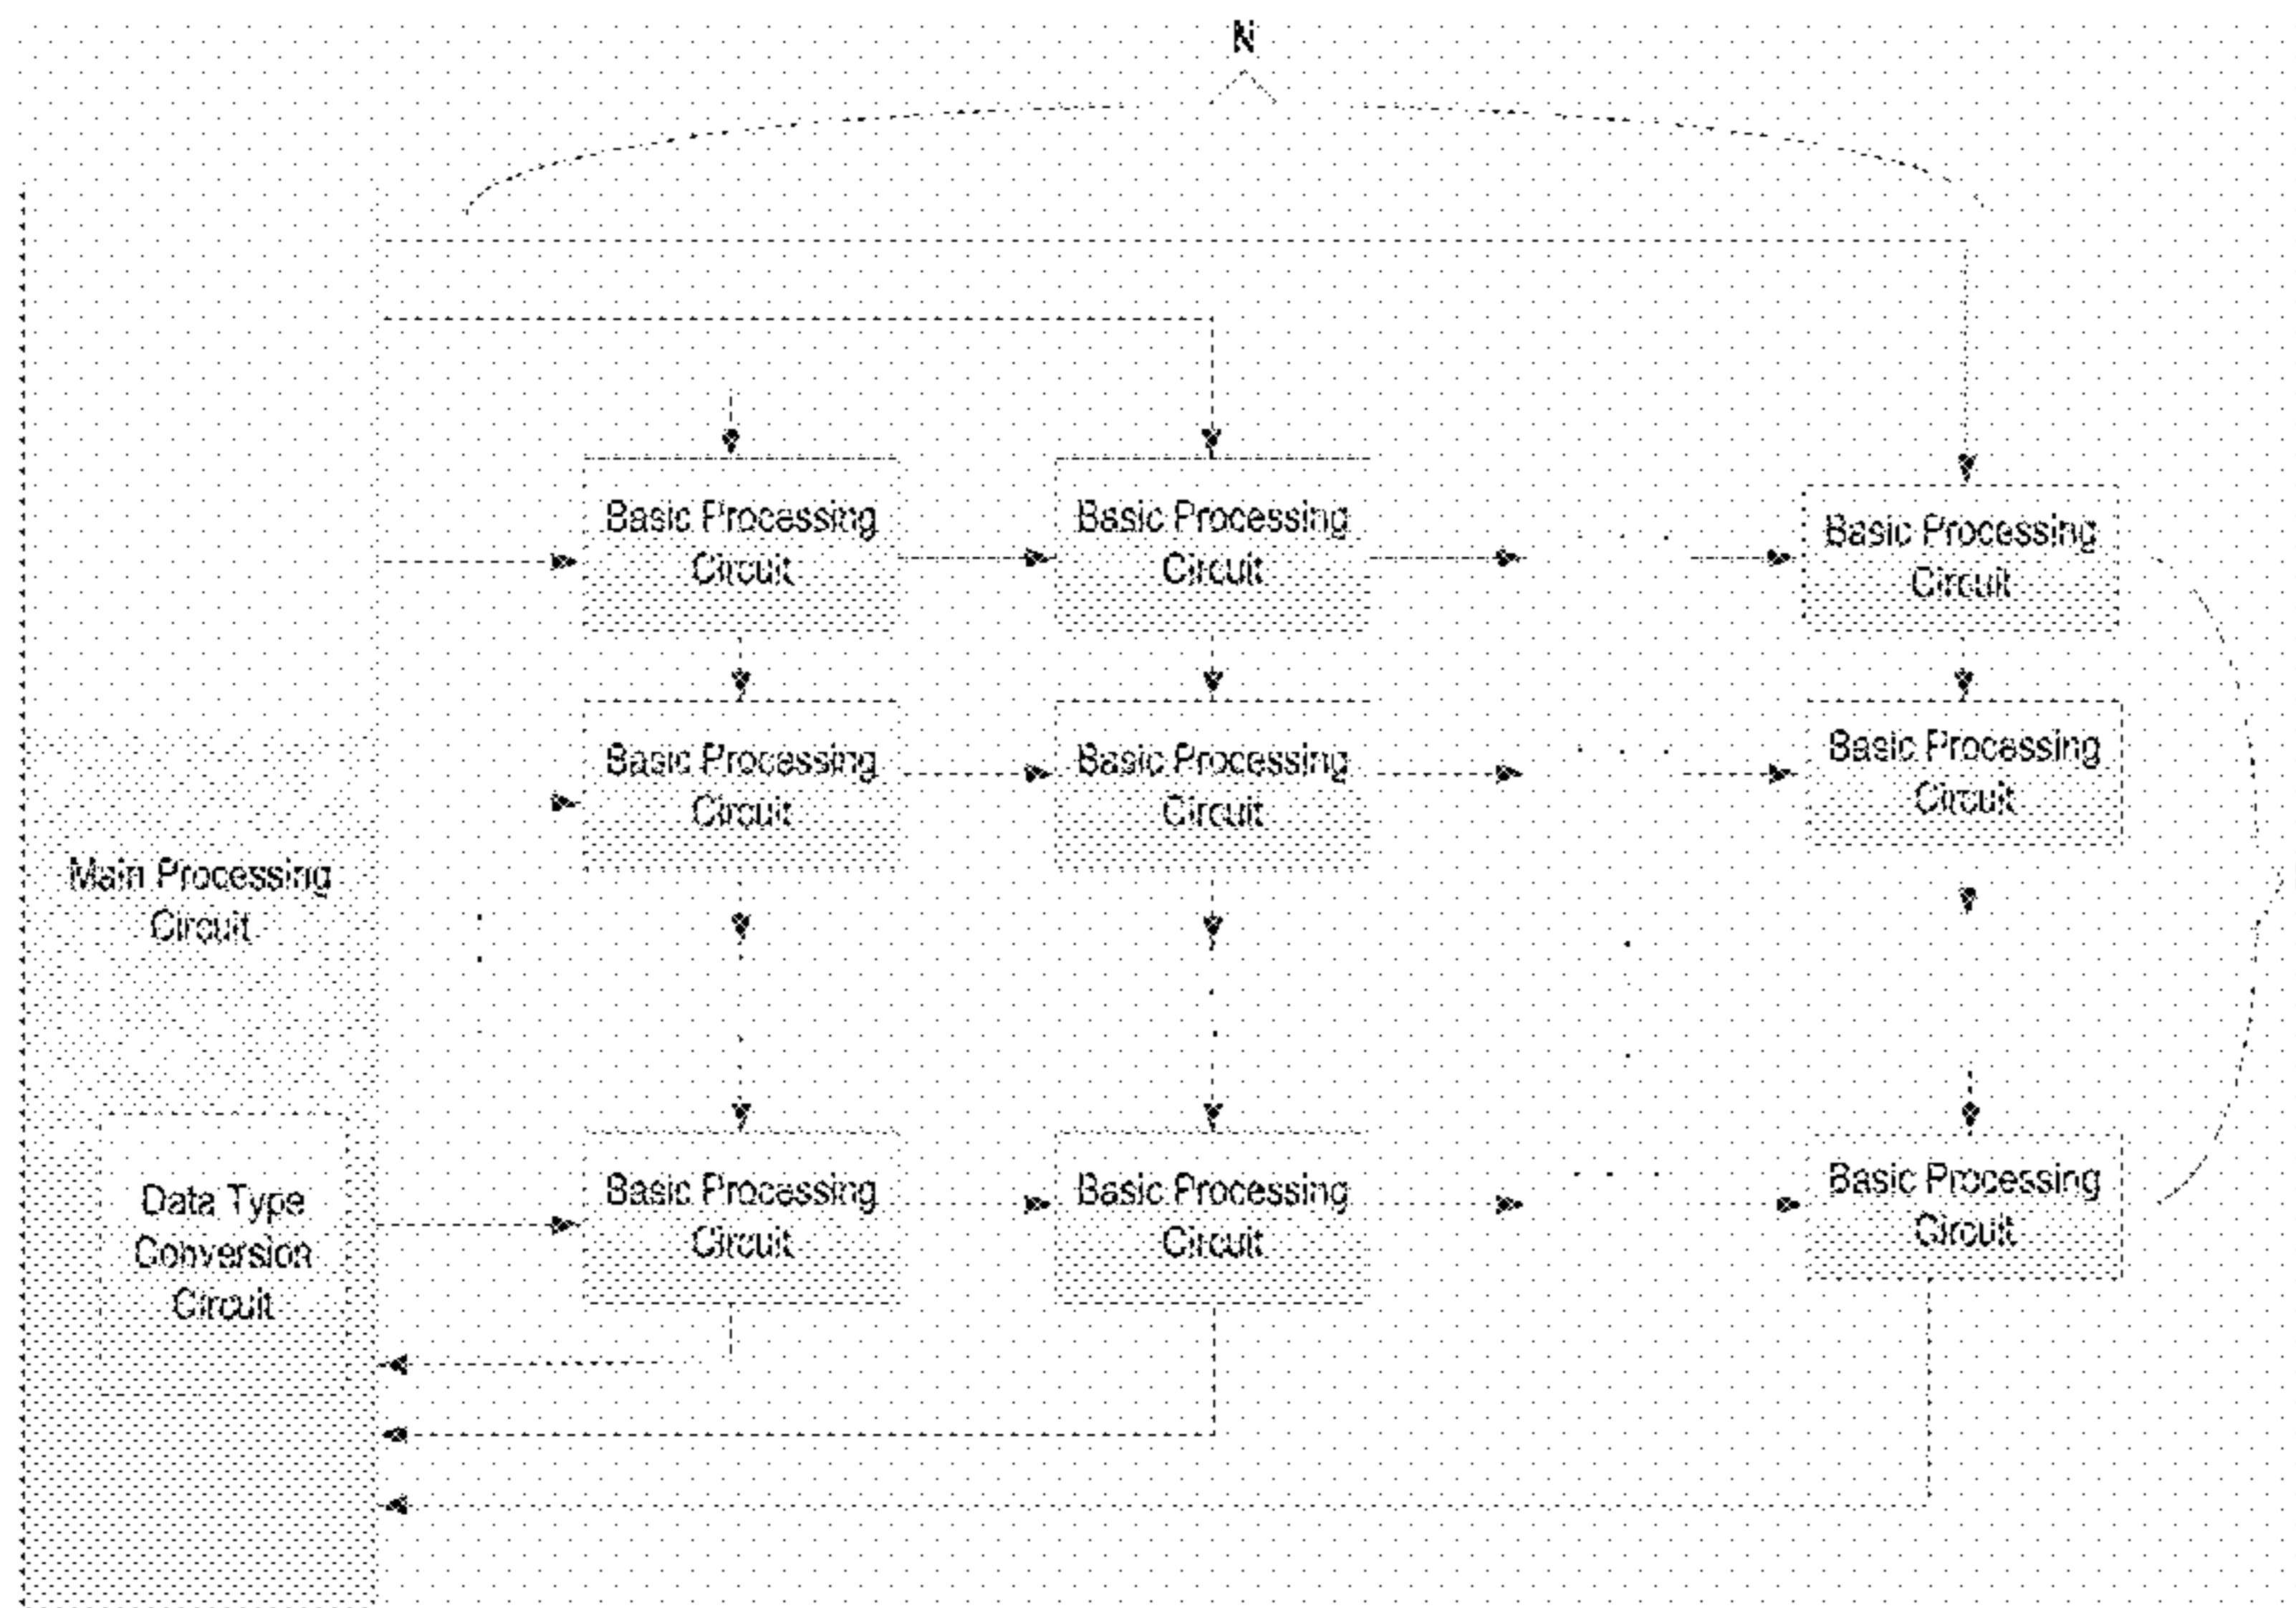 N
Basic Processing
Circuit
Basic Processing
Circuit
Basic Processing
Circuit
Basic Processing
Circuit
Basic Processing
Circuit
Basic Processing
Circuit
Main Processing
Circuit
Data Type
Conversion
Circuit
Basic Processing
Circuit
Basic Processing
Circuit
Basic Processing
Circuit